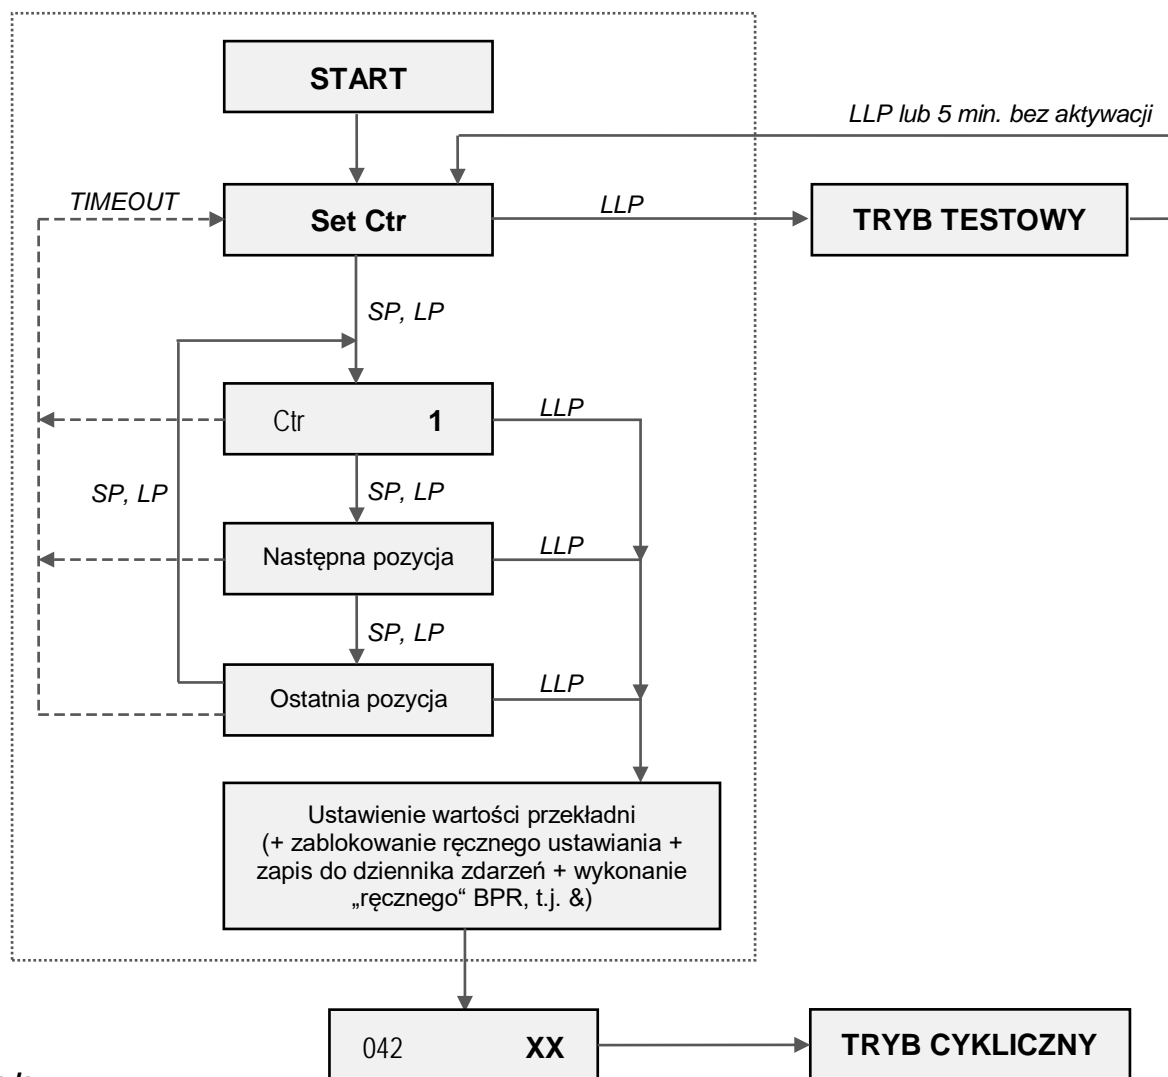 START
LLP lub 5 min. bez aktywacji
TIMEOUT
Set Ctr
LLP
TRYB TESTOWY
SP, LP
Ctr 1
LLP
SP, LP
SP, LP
Następna pozycja
LLP
SP, LP
Ostatnia pozycja
LLP
Ustawienie wartości przekładni
(+ zablokowanie ręcznego ustawiania +
zapis do dziennika zdarzeń + wykonanie
„ręcznego“ BPR, t.j. &)
042 XX
TRYB CYKLICZNY